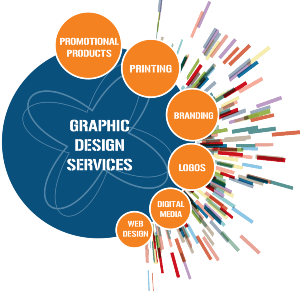 PROMOTIONAL
PRODUCTS
PRINTING
BRANDING
GRAPHIC
DESIGN
SERVICES
LOGOS
DIGITAL
MEDIA
WEB
DESIGN